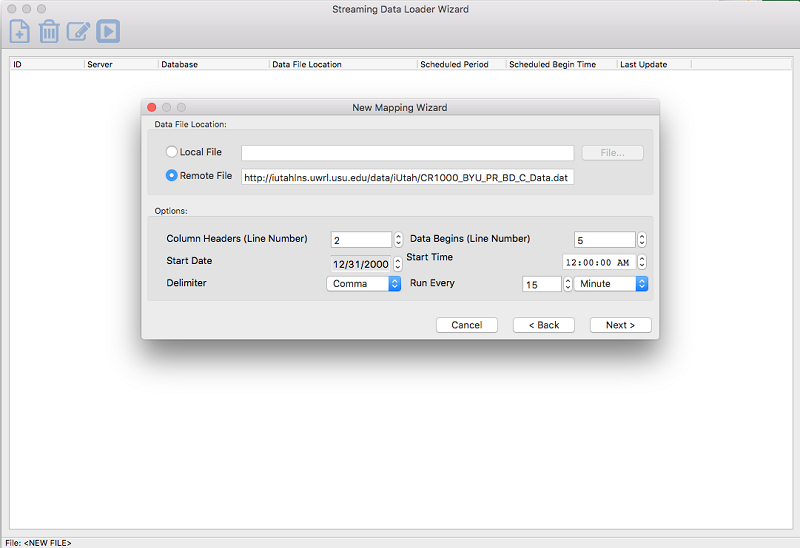 Streaming Data Loader Wizard
ID Server Database Data File Location Scheduled Period Scheduled Begin Time Last Update
New Mapping Wizard
Data File Location:
Local File File...
Remote File http://iutahlns.uwrl.usu.edu/data/iUtah/CR1000_BYU_PR_BD_C_Data.dat
Options:
Column Headers (Line Number) 2 Data Begins (Line Number) 5
Start Date 12/31/2000 Start Time 12:00:00 AM
Delimiter Comma Run Every 15 Minute
Cancel < Back Next >
File: <NEW FILE>